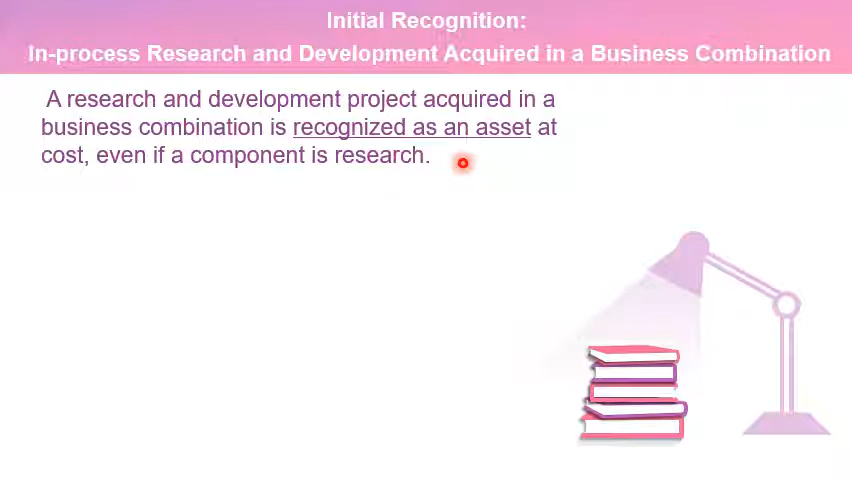 Initial Recognition:
In-process Research and Development Acquired in a Business Combination
A research and development project acquired in a
business combination is recognized as an asset at
cost, even if a component is research.